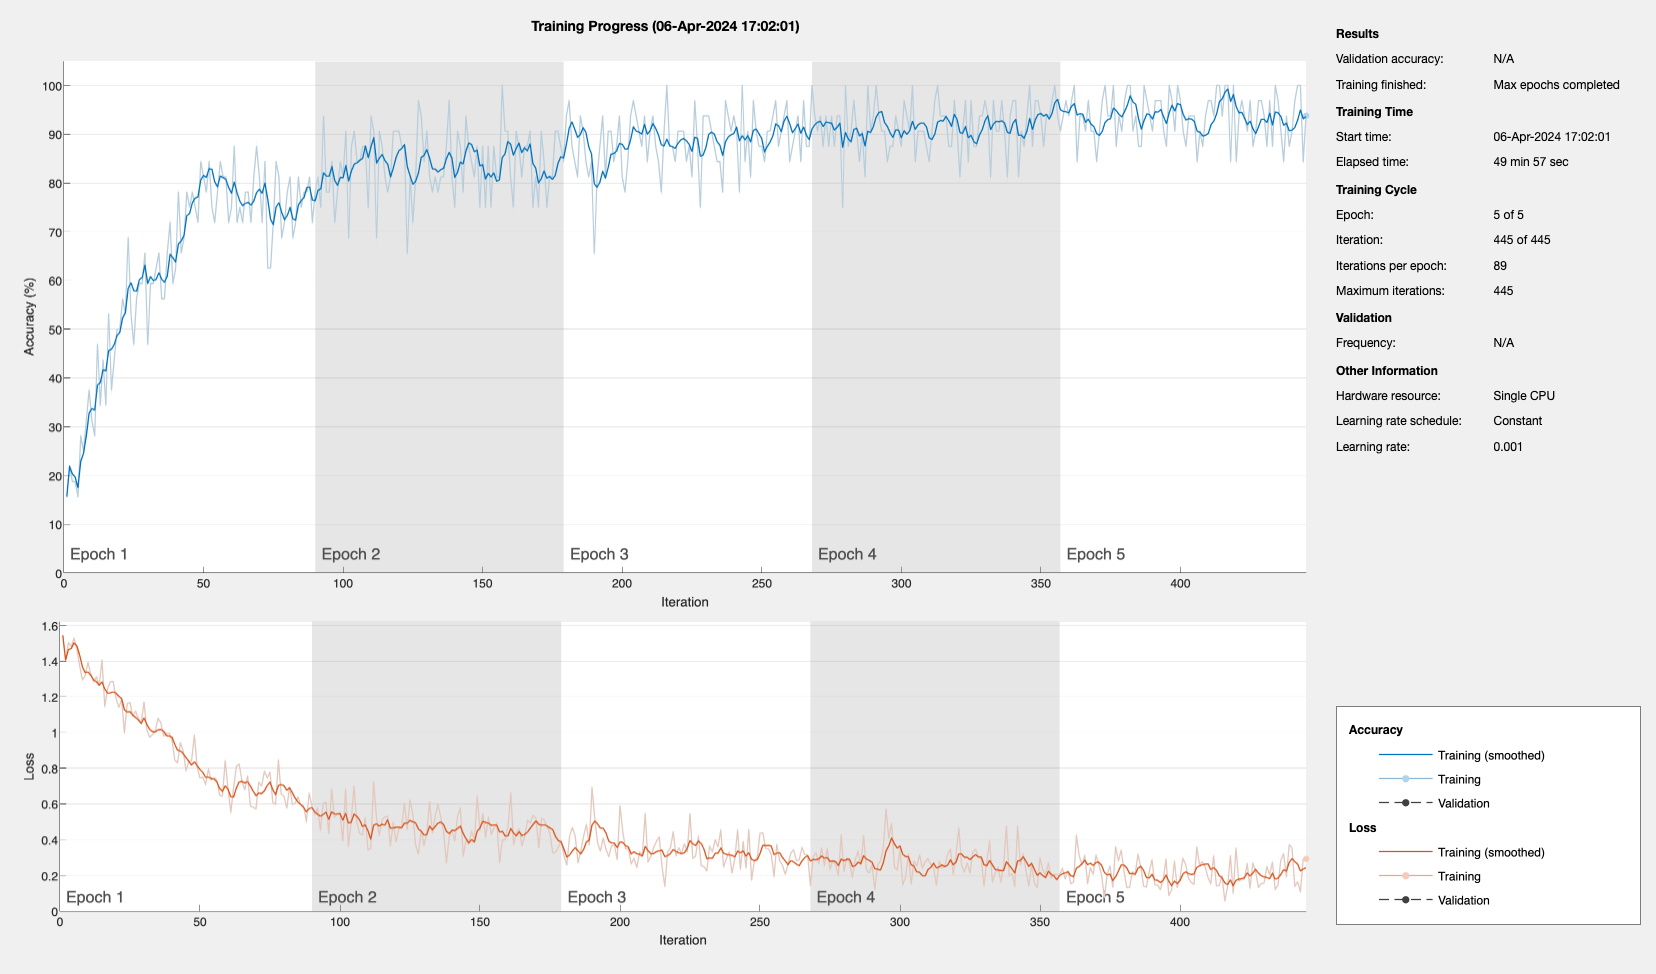 Training Progress (06-Apr-2024 17:02:01)
Accuracy (%)
100
90
80
70
60
50
40
30
20
10
0
Epoch 1
Epoch 2
Epoch 3
Epoch 4
Epoch 5
0 50 100 150 200 250 300 350 400
Iteration
Loss
1.6
1.4
1.2
1
0.8
0.6
0.4
0.2
0
Epoch 1
Epoch 2
Epoch 3
Epoch 4
Epoch 5
0 50 100 150 200 250 300 350 400
Iteration
Results
Validation accuracy: N/A
Training finished: Max epochs completed
Training Time
Start time: 06-Apr-2024 17:02:01
Elapsed time: 49 min 57 sec
Training Cycle
Epoch: 5 of 5
Iteration: 445 of 445
Iterations per epoch: 89
Maximum iterations: 445
Validation
Frequency: N/A
Other Information
Hardware resource: Single CPU
Learning rate schedule: Constant
Learning rate: 0.001
Accuracy
Training (smoothed)
Training
Validation
Loss
Training (smoothed)
Training
Validation